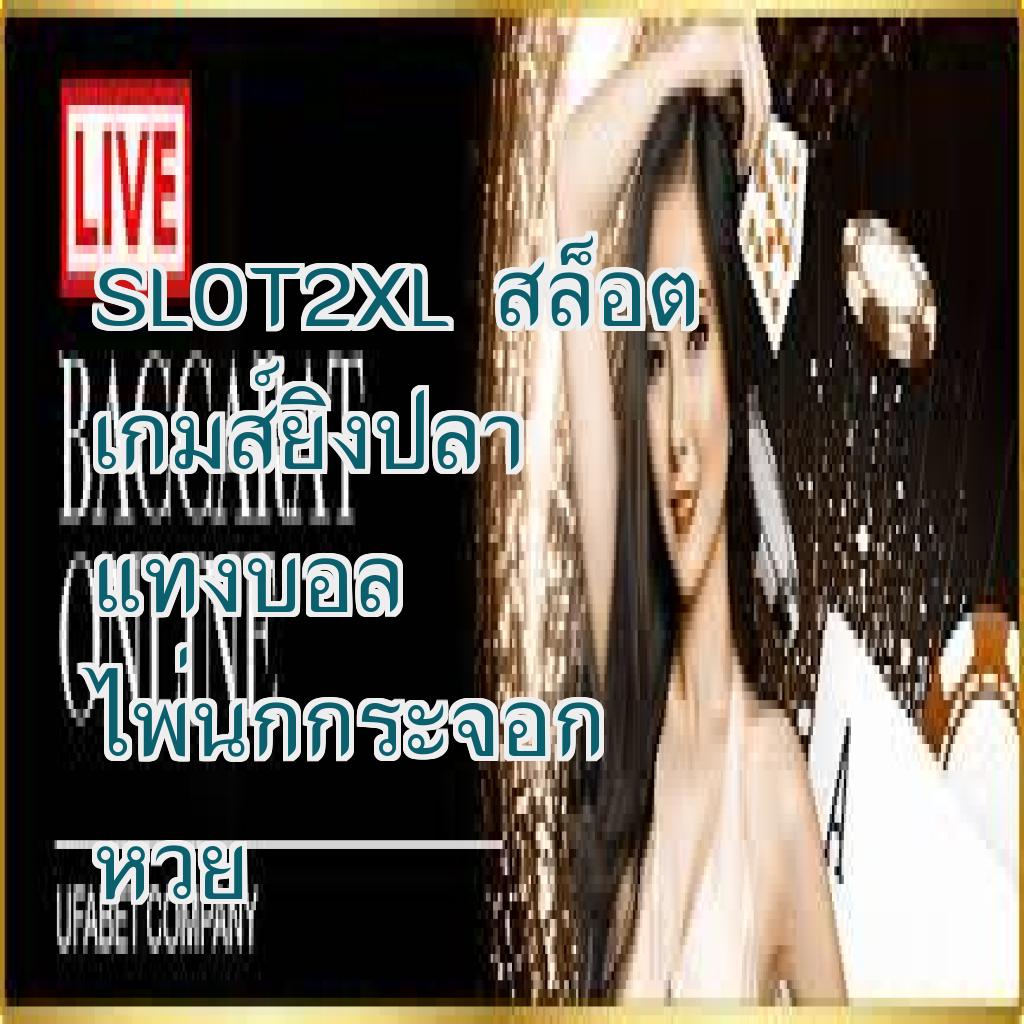 LIVE
SLOT2XL สล็อต
BACCARAT
เกมส์ยิงปลา
ONLINE
แทงบอล
ไพ่นกกระจอก
หวย
UFABET COMPANY
A